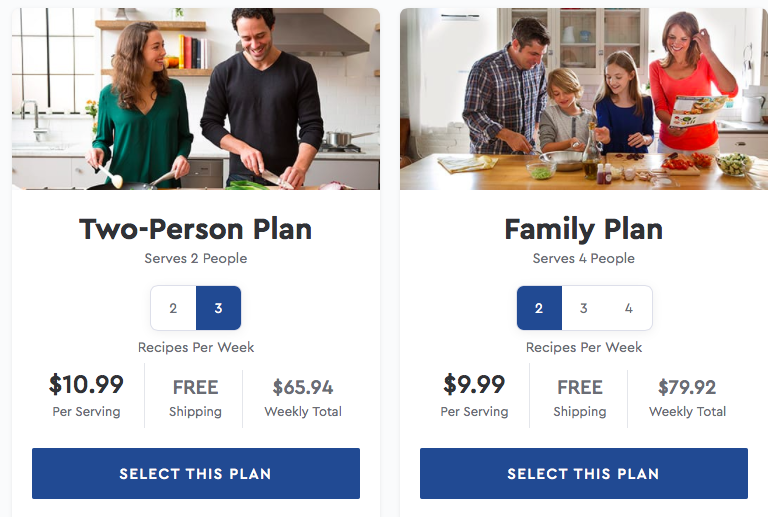 Two-Person Plan
Serves 2 People
2 3
Recipes Per Week
$10.99 FREE $65.94
Per Serving Shipping Weekly Total
SELECT THIS PLAN
Family Plan
Serves 4 People
2 3 4
Recipes Per Week
$9.99 FREE $79.92
Per Serving Shipping Weekly Total
SELECT THIS PLAN